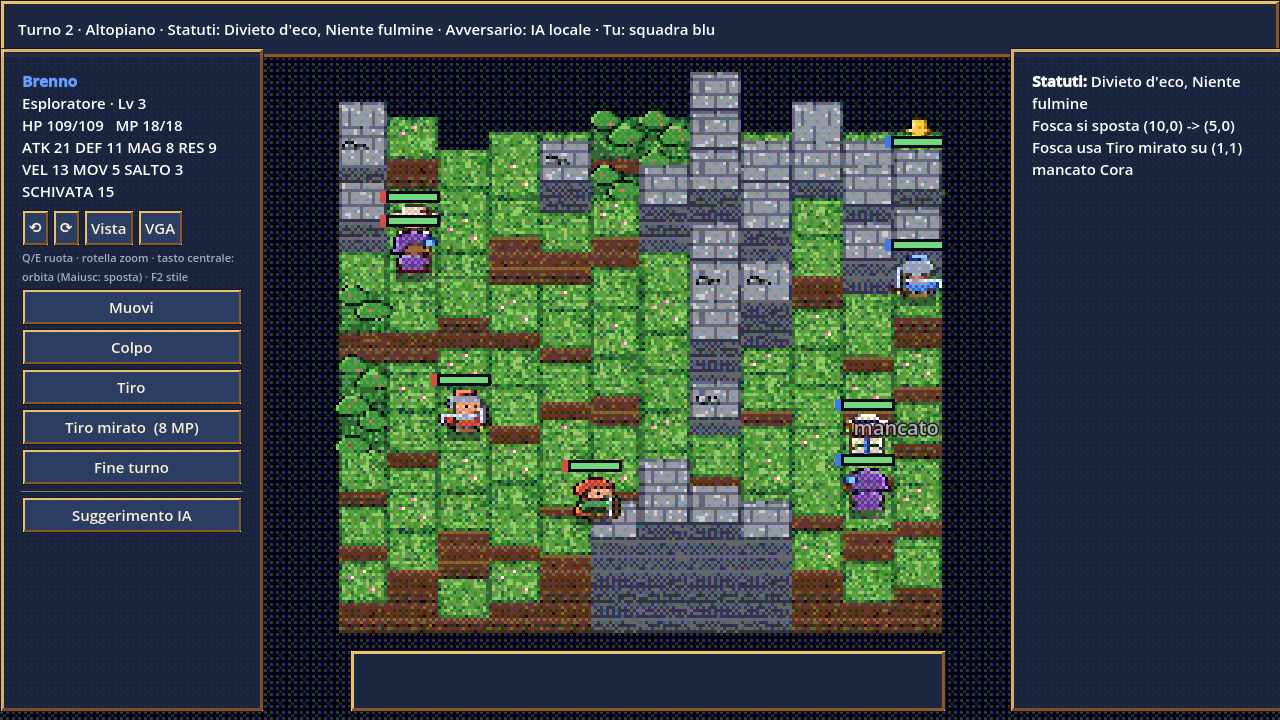 Turno 2 · Altopiano · Statuti: Divieto d'eco, Niente fulmine · Avversario: IA locale · Tu: squadra blu
Brenno
Esploratore · Lv 3
HP 109/109 MP 18/18
ATK 21 DEF 11 MAG 8 RES 9
VEL 13 MOV 5 SALTO 3
SCHIVATA 15
⟲ ⟳ Vista VGA
Q/E ruota · rotella zoom · tasto centrale:
orbita (Maiusc: sposta) · F2 stile
Muovi
Colpo
Tiro
Tiro mirato (8 MP)
Fine turno
Suggerimento IA
mancato
Statuti: Divieto d'eco, Niente
fulmine
Fosca si sposta (10,0) -> (5,0)
Fosca usa Tiro mirato su (1,1)
mancato Cora